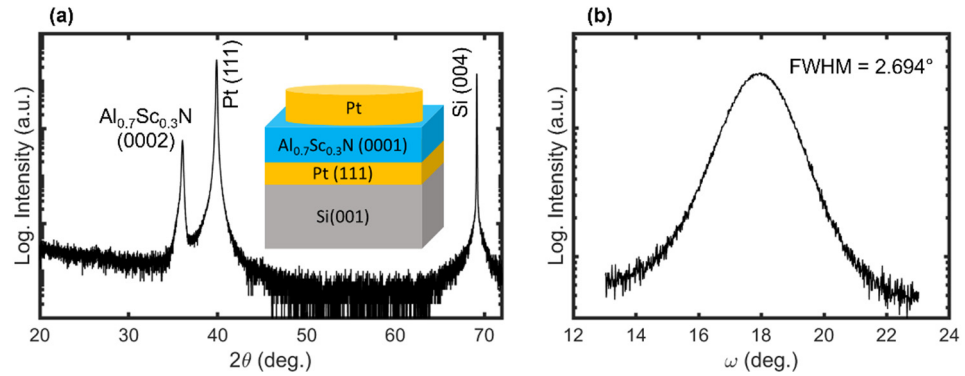 (a)
Log. Intensity (a.u.)
Al₀.₇Sc₀.₃N
(0002)
Pt (111)
Si (004)
Pt
Al₀.₇Sc₀.₃N (0001)
Pt (111)
Si(001)
20 30 40 50 60 70
2θ (deg.)
(b)
Log. Intensity (a.u.)
FWHM = 2.694°
12 14 16 18 20 22 24
ω (deg.)